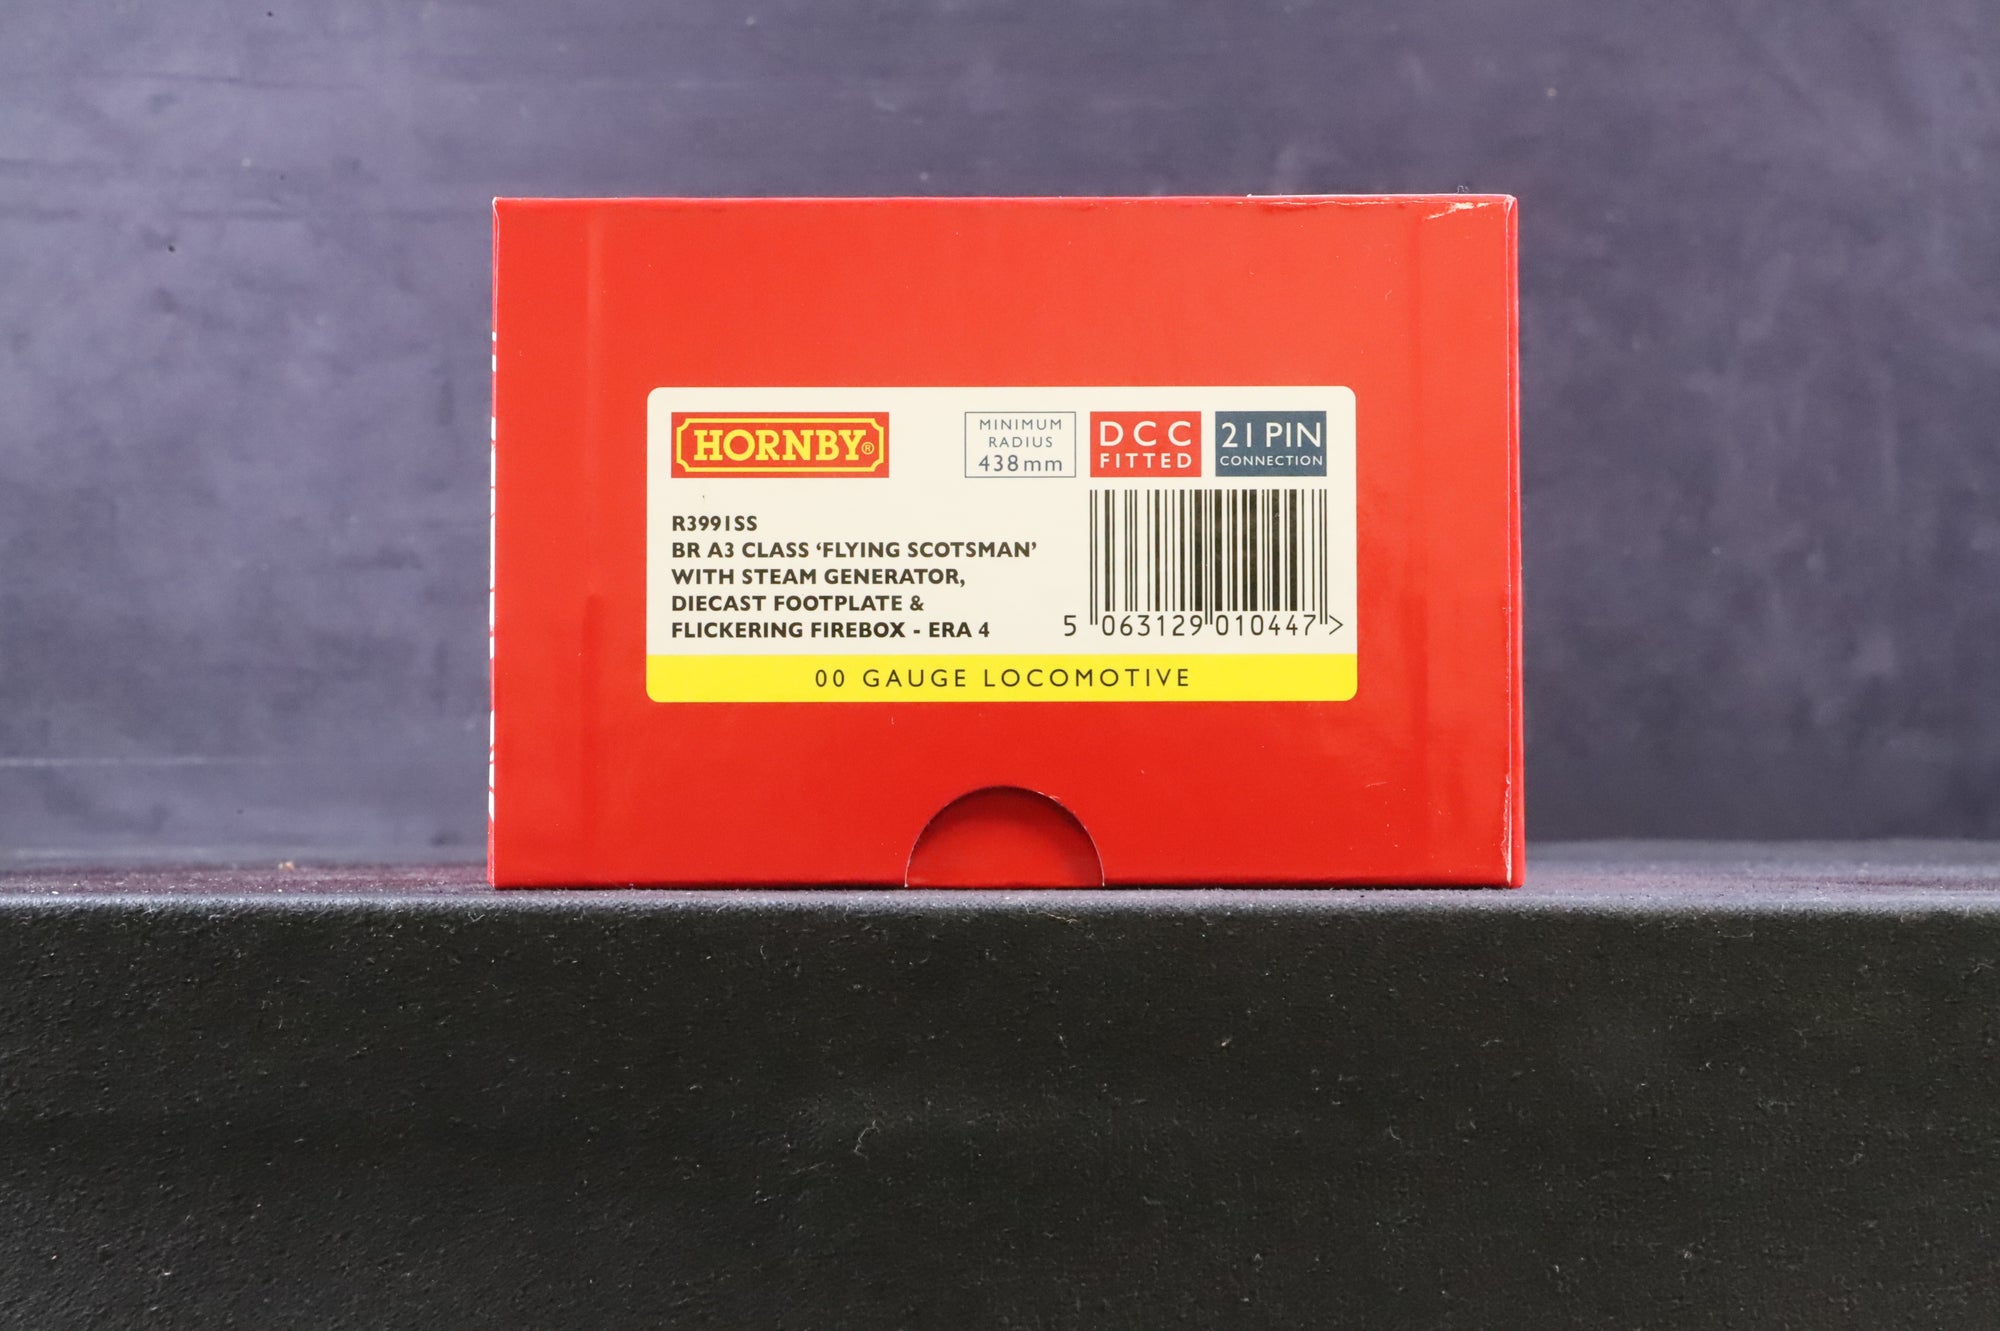 HORNBY®
MINIMUM
RADIUS
438mm
DCC
FITTED
21 PIN
CONNECTION
R3991SS
BR A3 CLASS ‘FLYING SCOTSMAN’
WITH STEAM GENERATOR,
DIECAST FOOTPLATE &
FLICKERING FIREBOX - ERA 4
5 063129 010447 >
00 GAUGE LOCOMOTIVE